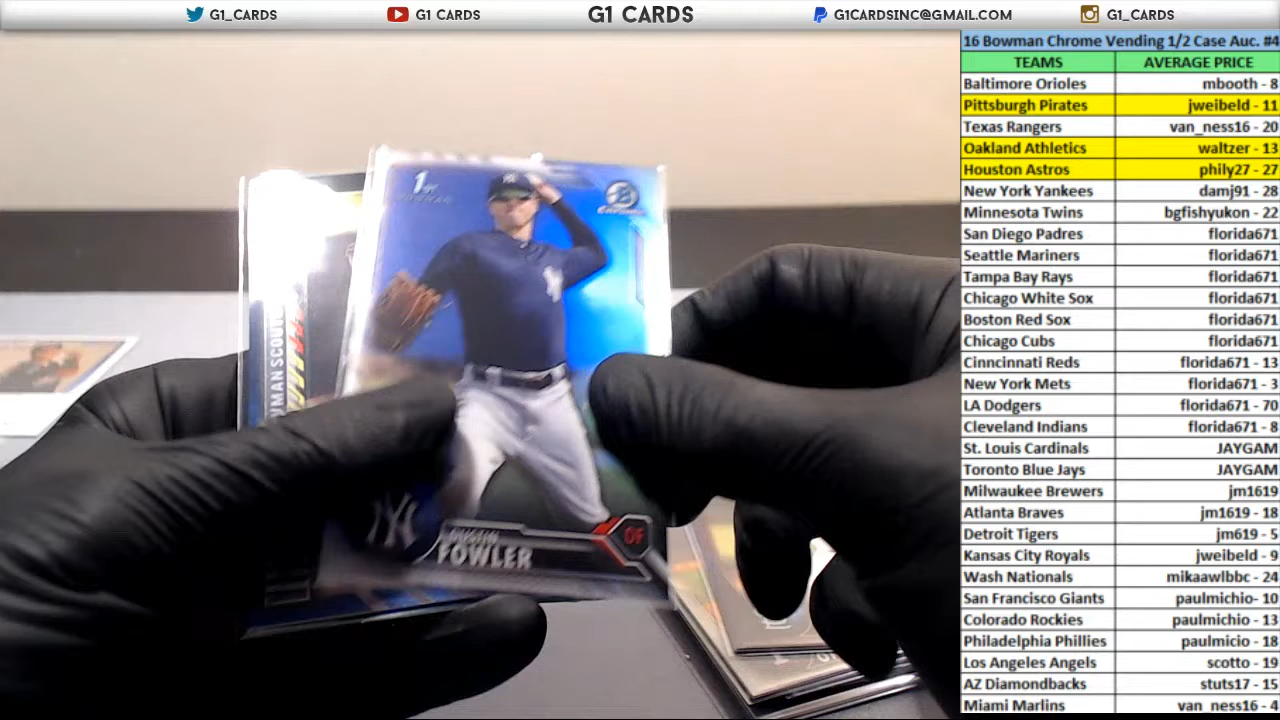 G1_CARDS
G1 CARDS
G1 CARDS
G1CARDSINC@GMAIL.COM
G1_CARDS
16 Bowman Chrome Vending 1/2 Case Auc. #4
TEAMS AVERAGE PRICE
Baltimore Orioles mbooth - 8
Pittsburgh Pirates jweibeld - 11
Texas Rangers van_ness16 - 20
Oakland Athletics waltzer - 13
Houston Astros phily27 - 27
New York Yankees damj91 - 28
Minnesota Twins bgfishyukon - 22
San Diego Padres florida671
Seattle Mariners florida671
Tampa Bay Rays florida671
Chicago White Sox florida671
Boston Red Sox florida671
Chicago Cubs florida671
Cinncinnati Reds florida671 - 13
New York Mets florida671 - 3
LA Dodgers florida671 - 70
Cleveland Indians florida671 - 8
St. Louis Cardinals JAYGAM
Toronto Blue Jays JAYGAM
Milwaukee Brewers jm1619
Atlanta Braves jm1619 - 18
Detroit Tigers jm619 - 5
Kansas City Royals jweibeld - 9
Wash Nationals mikaawlbbc - 24
San Francisco Giants paulmichio- 10
Colorado Rockies paulmichio - 13
Philadelphia Phillies paulmicio - 18
Los Angeles Angels scotto - 19
AZ Diamondbacks stuts17 - 15
Miami Marlins van_ness16 - 4
1st
FOWLER
OF